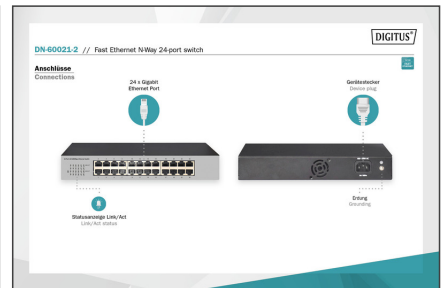 DIGITUS®
DN-60021-2 // Fast Ethernet N-Way 24-port switch
Anschlüsse
Connections
24 x Gigabit
Ethernet Port
Gerätestecker
Device plug
Statusanzeige Link/Act
Link/Act status
Erdung
Grounding